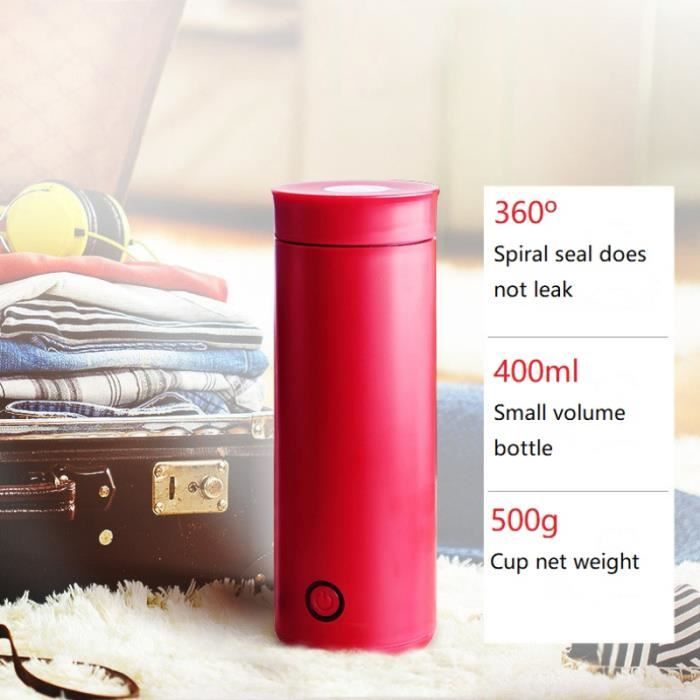 360º
Spiral seal does
not leak
400ml
Small volume
bottle
500g
Cup net weight